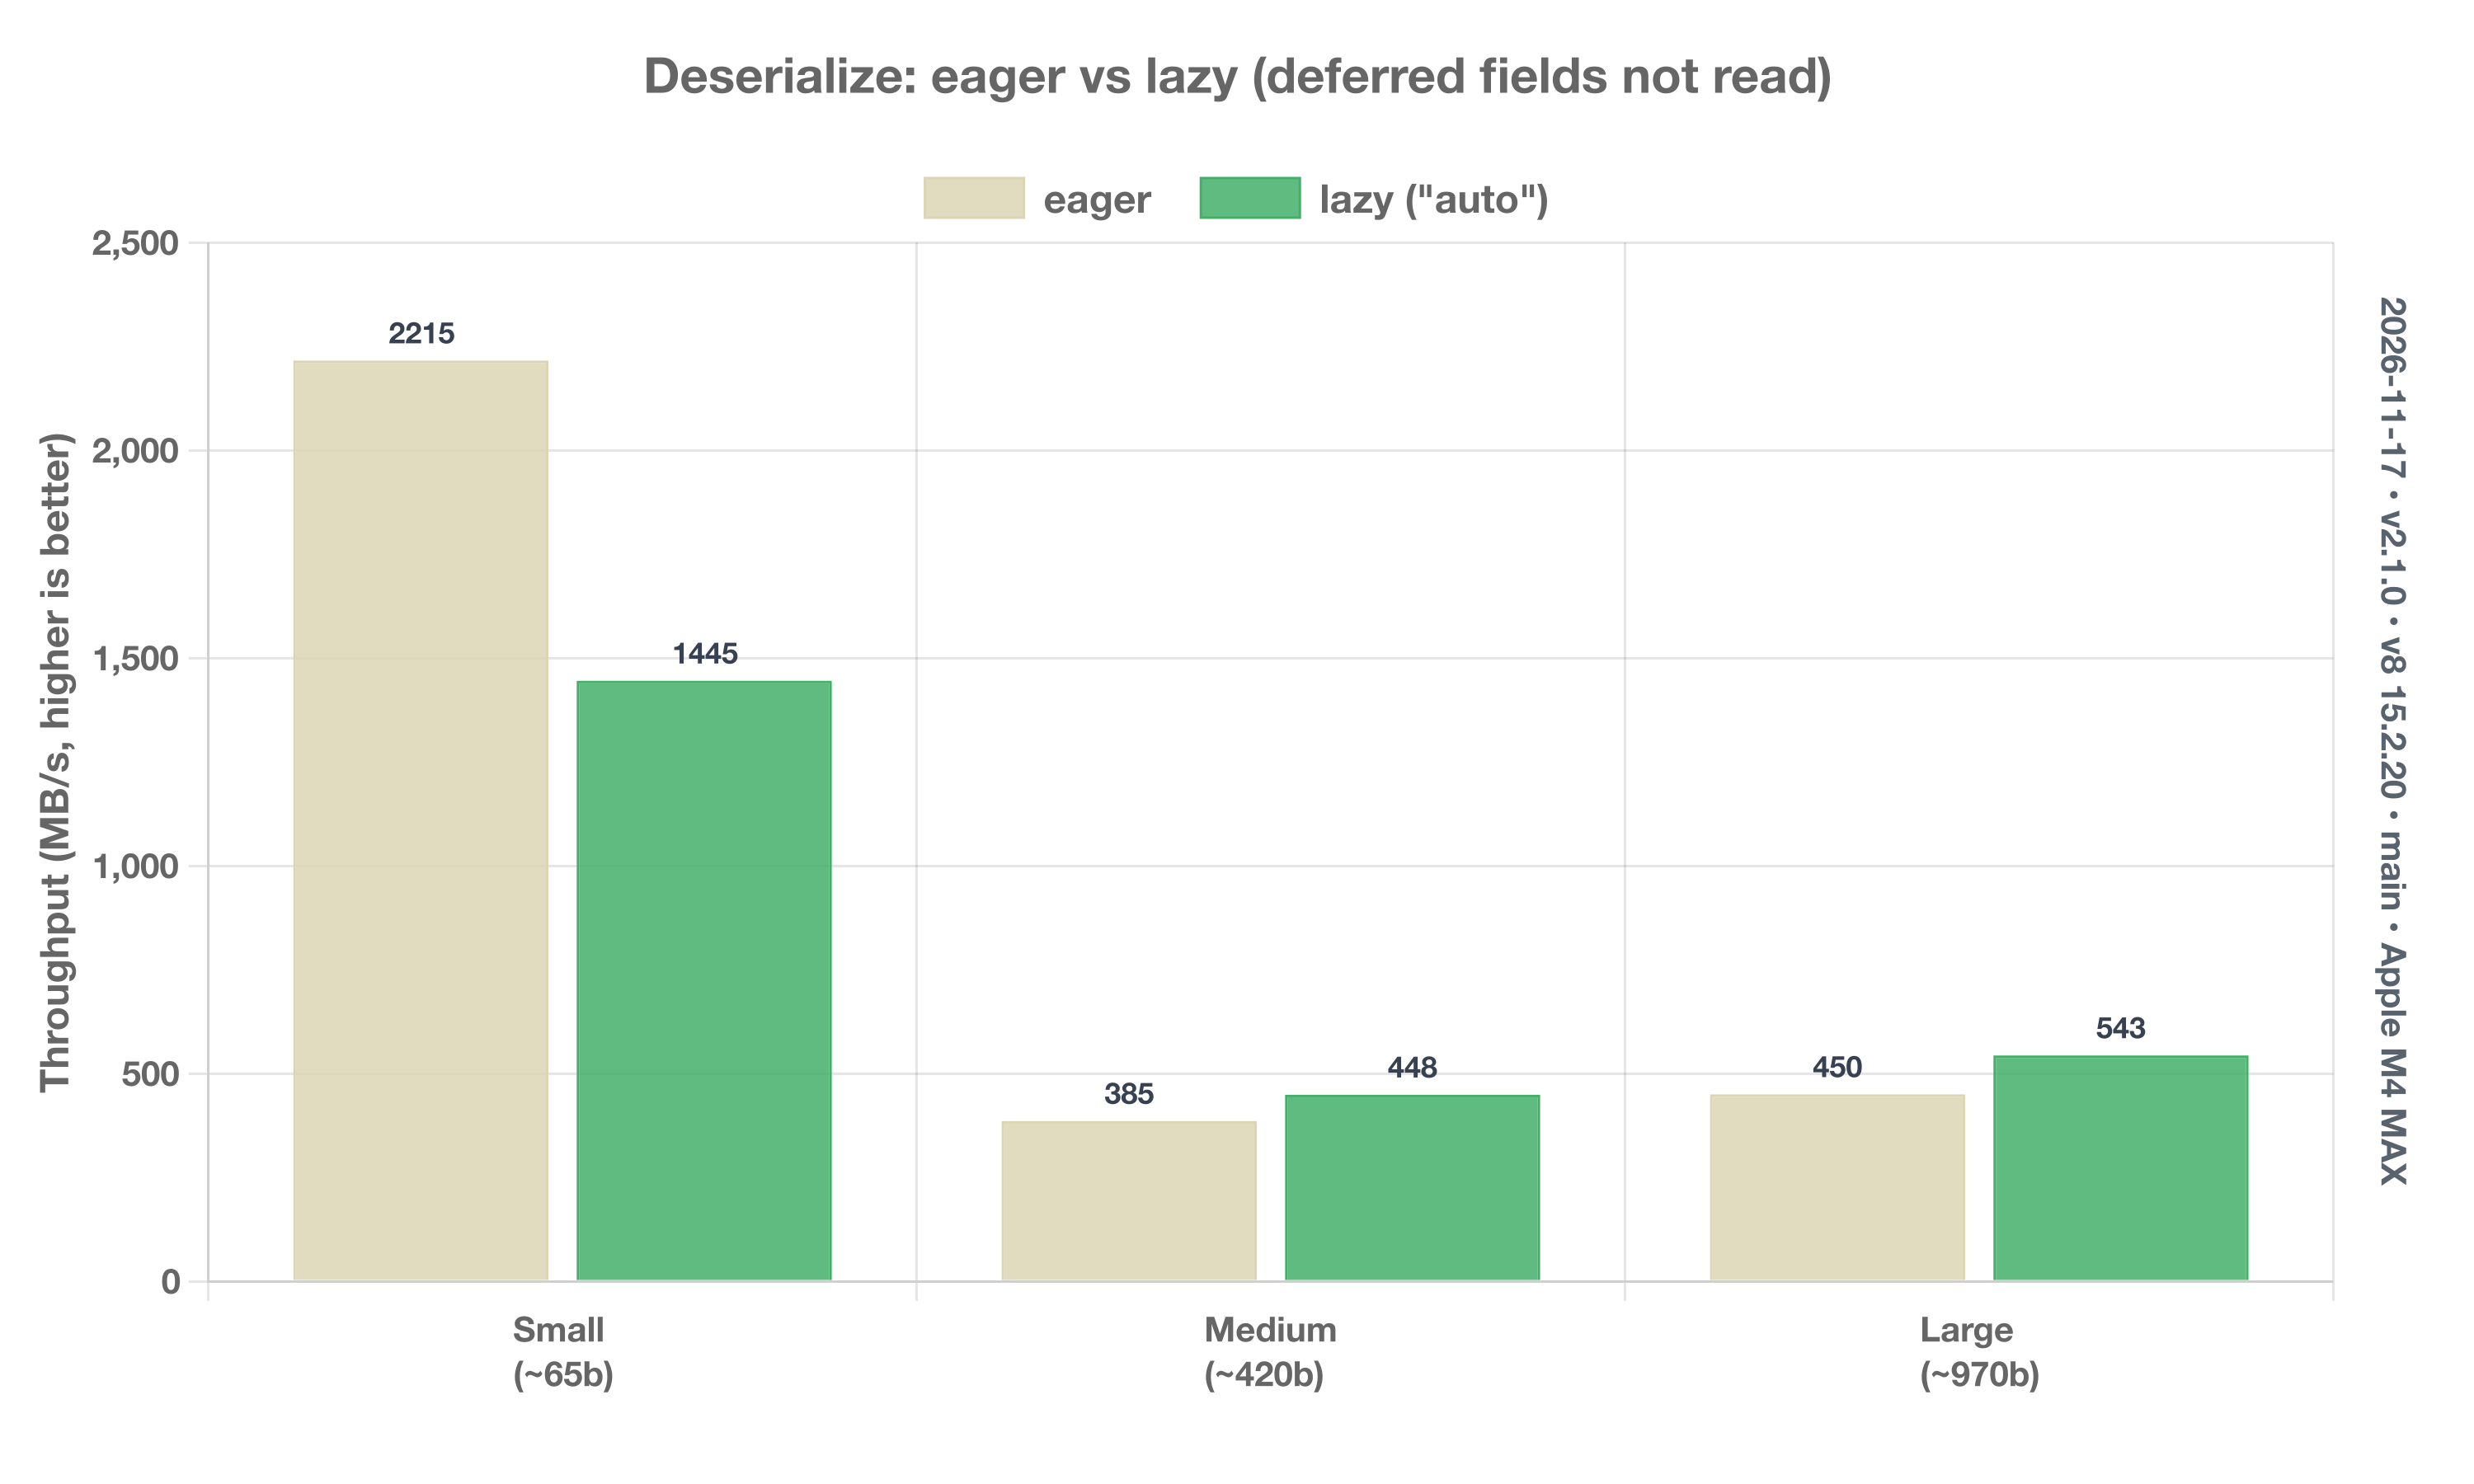 Deserialize: eager vs lazy (deferred fields not read)
eager
lazy ("auto")
Throughput (MB/s, higher is better)
2,500
2,000
1,500
1,000
500
0
2215
1445
385
448
450
543
Small
(~65b)
Medium
(~420b)
Large
(~970b)
2026-11-17 • v2.1.0 • v8 15.2.20 • main • Apple M4 MAX